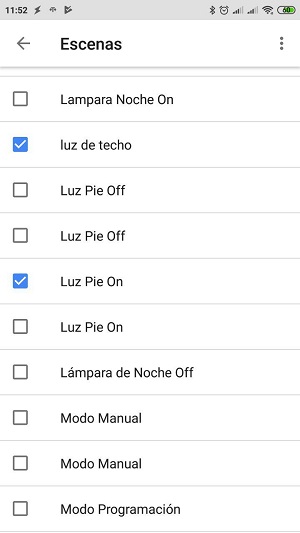 11:52
60
Escenas
Lampara Noche On
luz de techo
Luz Pie Off
Luz Pie Off
Luz Pie On
Luz Pie On
Lámpara de Noche Off
Modo Manual
Modo Manual
Modo Programación